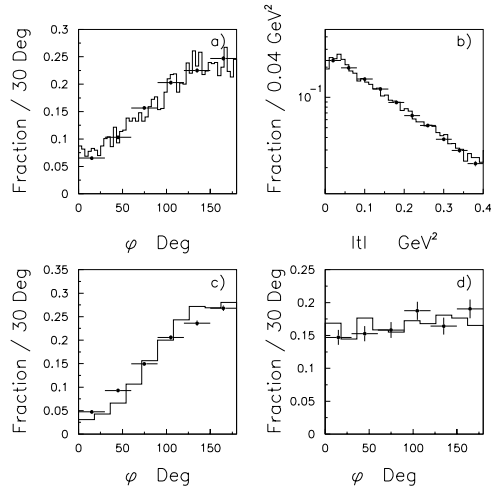 Fraction / 30 Deg
0.3
0.25
0.2
0.15
0.1
0.05
0
a)
0 50 100 150
φ Deg
Fraction / 0.04 GeV²
10⁻¹
b)
0 0.1 0.2 0.3 0.4
|t| GeV²
Fraction / 30 Deg
0.35
0.3
0.25
0.2
0.15
0.1
0.05
0
c)
0 50 100 150
φ Deg
Fraction / 30 Deg
0.25
0.20
0.15
0.10
0.05
0
d)
0 50 100 150
φ Deg